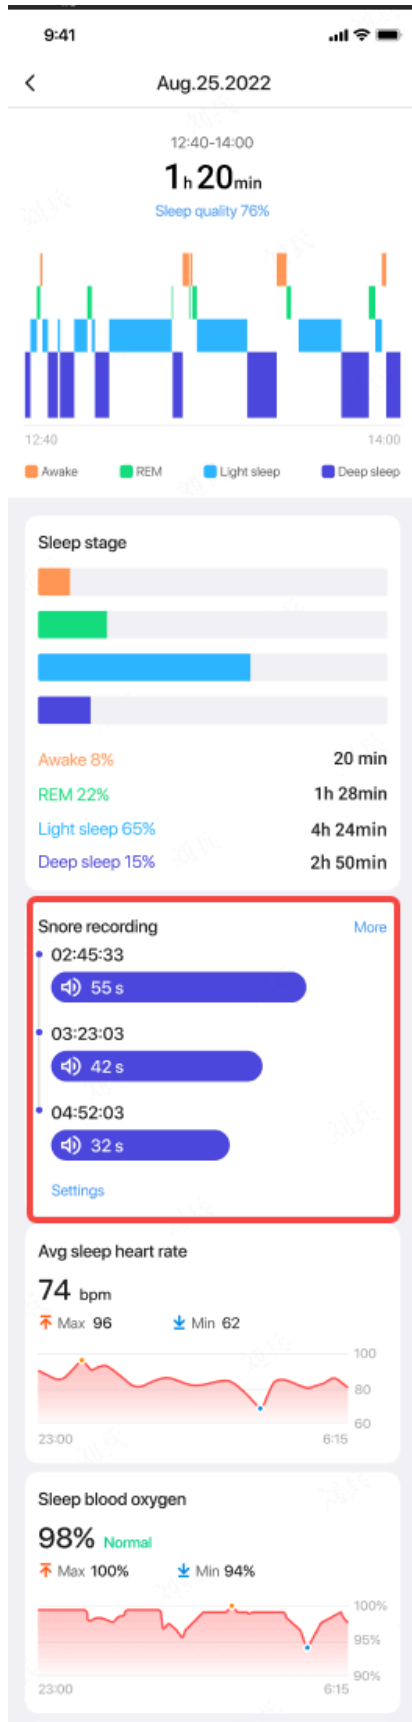 9:41
Aug.25.2022
12:40-14:00
1h 20min
Sleep quality 76%
12:40 14:00
Awake REM Light sleep Deep sleep
Sleep stage
Awake 8% 20 min
REM 22% 1h 28min
Light sleep 65% 4h 24min
Deep sleep 15% 2h 50min
Snore recording More
02:45:33
55 s
03:23:03
42 s
04:52:03
32 s
Settings
Avg sleep heart rate
74 bpm
Max 96 Min 62
100
80
60
23:00 6:15
Sleep blood oxygen
98% Normal
Max 100% Min 94%
100%
95%
90%
23:00 6:15